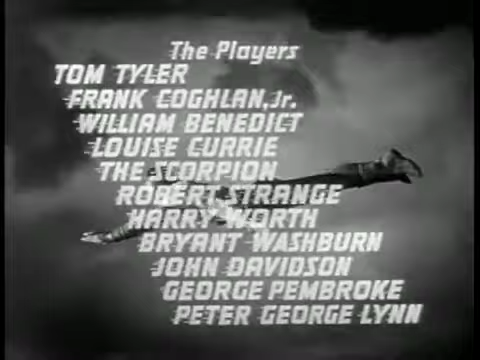 The Players
TOM TYLER
FRANK COGHLAN, Jr.
WILLIAM BENEDICT
LOUISE CURRIE
THE SCORPION
ROBERT STRANGE
HARRY WORTH
BRYANT WASHBURN
JOHN DAVIDSON
GEORGE PEMBROKE
PETER GEORGE LYNN